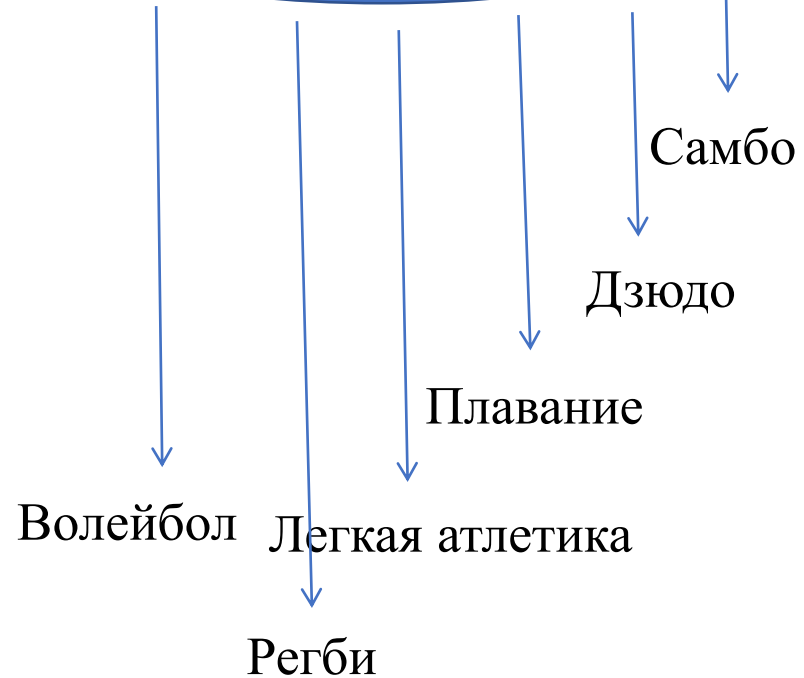 Самбо
Дзюдо
Плавание
Волейбол
Легкая атлетика
Регби